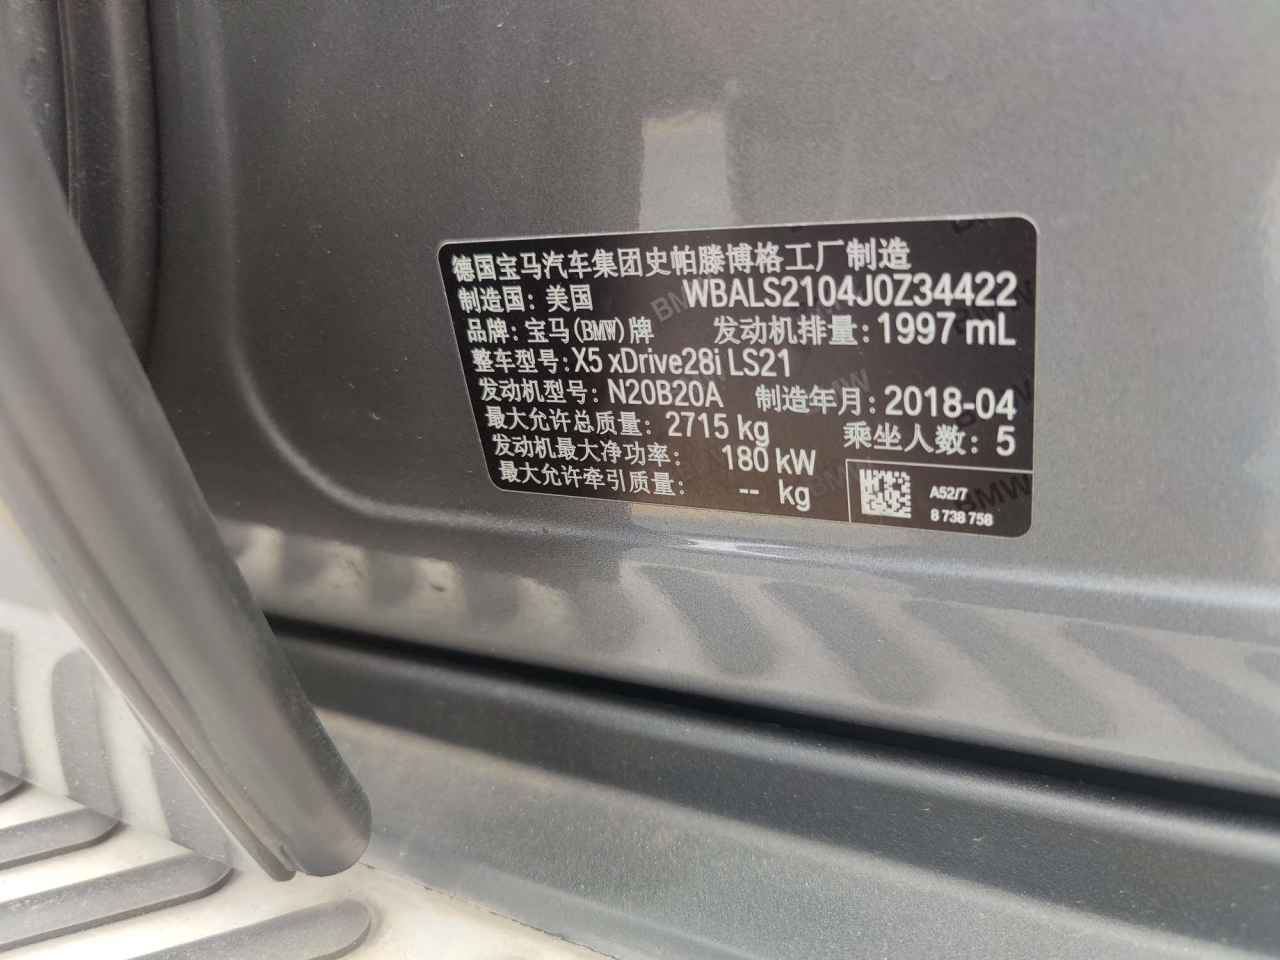 德国宝马汽车集团史帕滕博格工厂制造
制造国: 美国 WBALS2104J0Z34422
品牌: 宝马(BMW)牌 发动机排量: 1997 mL
整车型号: X5 xDrive28i LS21
发动机型号: N20B20A 制造年月: 2018-04
最大允许总质量: 2715 kg 乘坐人数: 5
发动机最大净功率: 180 kW
最大允许牵引质量: -- kg
A52/7
8 738 758